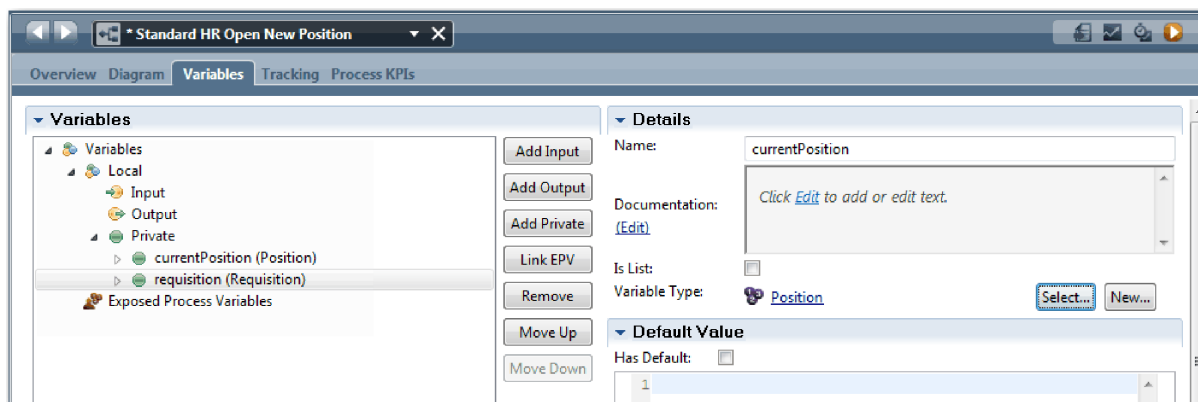 * Standard HR Open New Position
Overview Diagram Variables Tracking Process KPIs
Variables
Variables
Local
Input
Output
Private
currentPosition (Position)
requisition (Requisition)
Exposed Process Variables
Add Input
Add Output
Add Private
Link EPV
Remove
Move Up
Move Down
Details
Name: currentPosition
Documentation:
(Edit)
Click Edit to add or edit text.
Is List:
Variable Type: Position Select... New...
Default Value
Has Default:
1